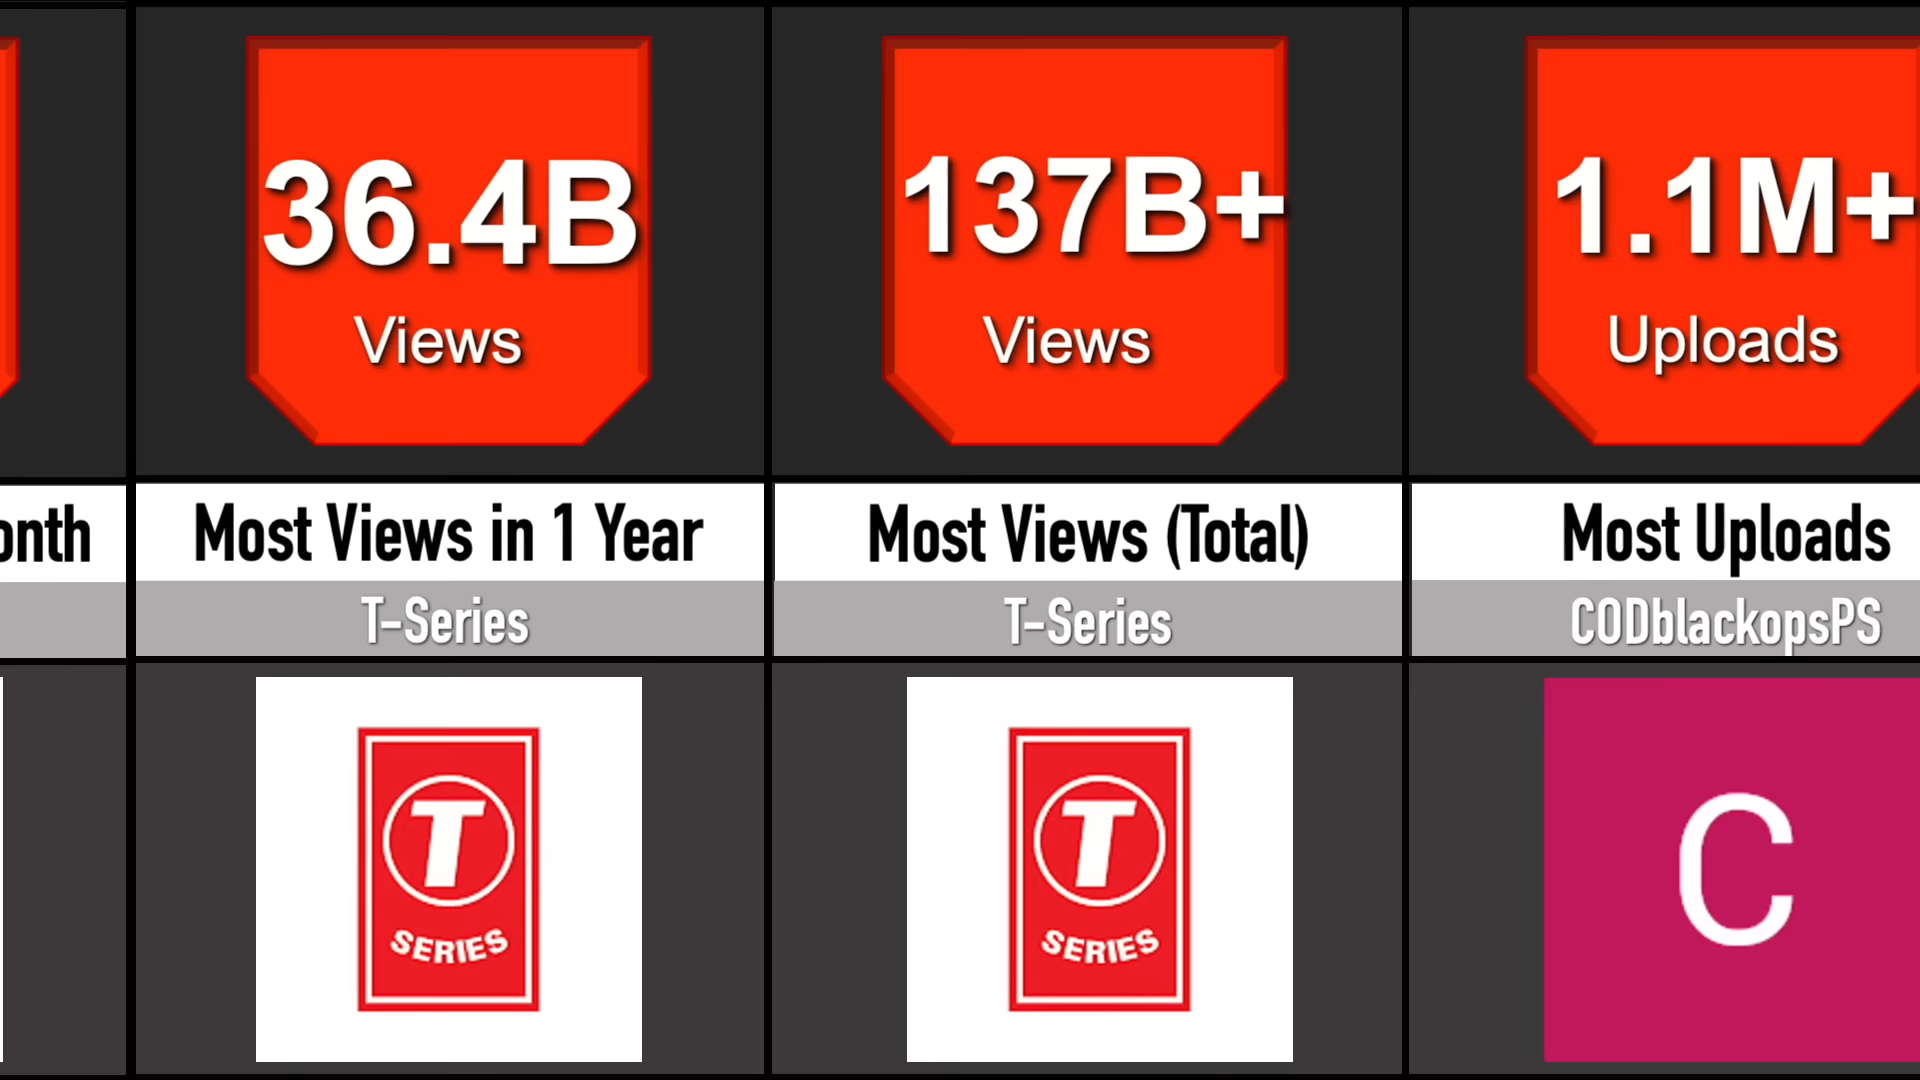 36.4B
Views
137B+
Views
1.1M+
Uploads
onth
Most Views in 1 Year
Most Views (Total)
Most Uploads
T-Series
T-Series
CODblackopsPS
T
SERIES
T
SERIES
C